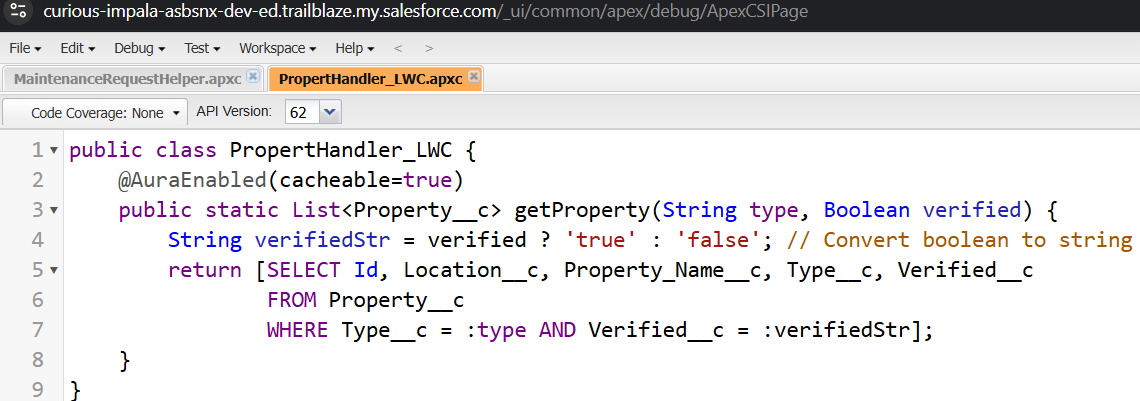 curious-impala-asbsnx-dev-ed.trailblaze.my.salesforce.com/_ui/common/apex/debug/ApexCSIPage
File Edit Debug Test Workspace Help < >
MaintenanceRequestHelper.apxc PropertHandler_LWC.apxc
Code Coverage: None API Version: 62
1 public class PropertHandler_LWC {
2 @AuraEnabled(cacheable=true)
3 public static List<Property__c> getProperty(String type, Boolean verified) {
4 String verifiedStr = verified ? 'true' : 'false'; // Convert boolean to string
5 return [SELECT Id, Location__c, Property_Name__c, Type__c, Verified__c
6 FROM Property__c
7 WHERE Type__c = :type AND Verified__c = :verifiedStr];
8 }
9 }